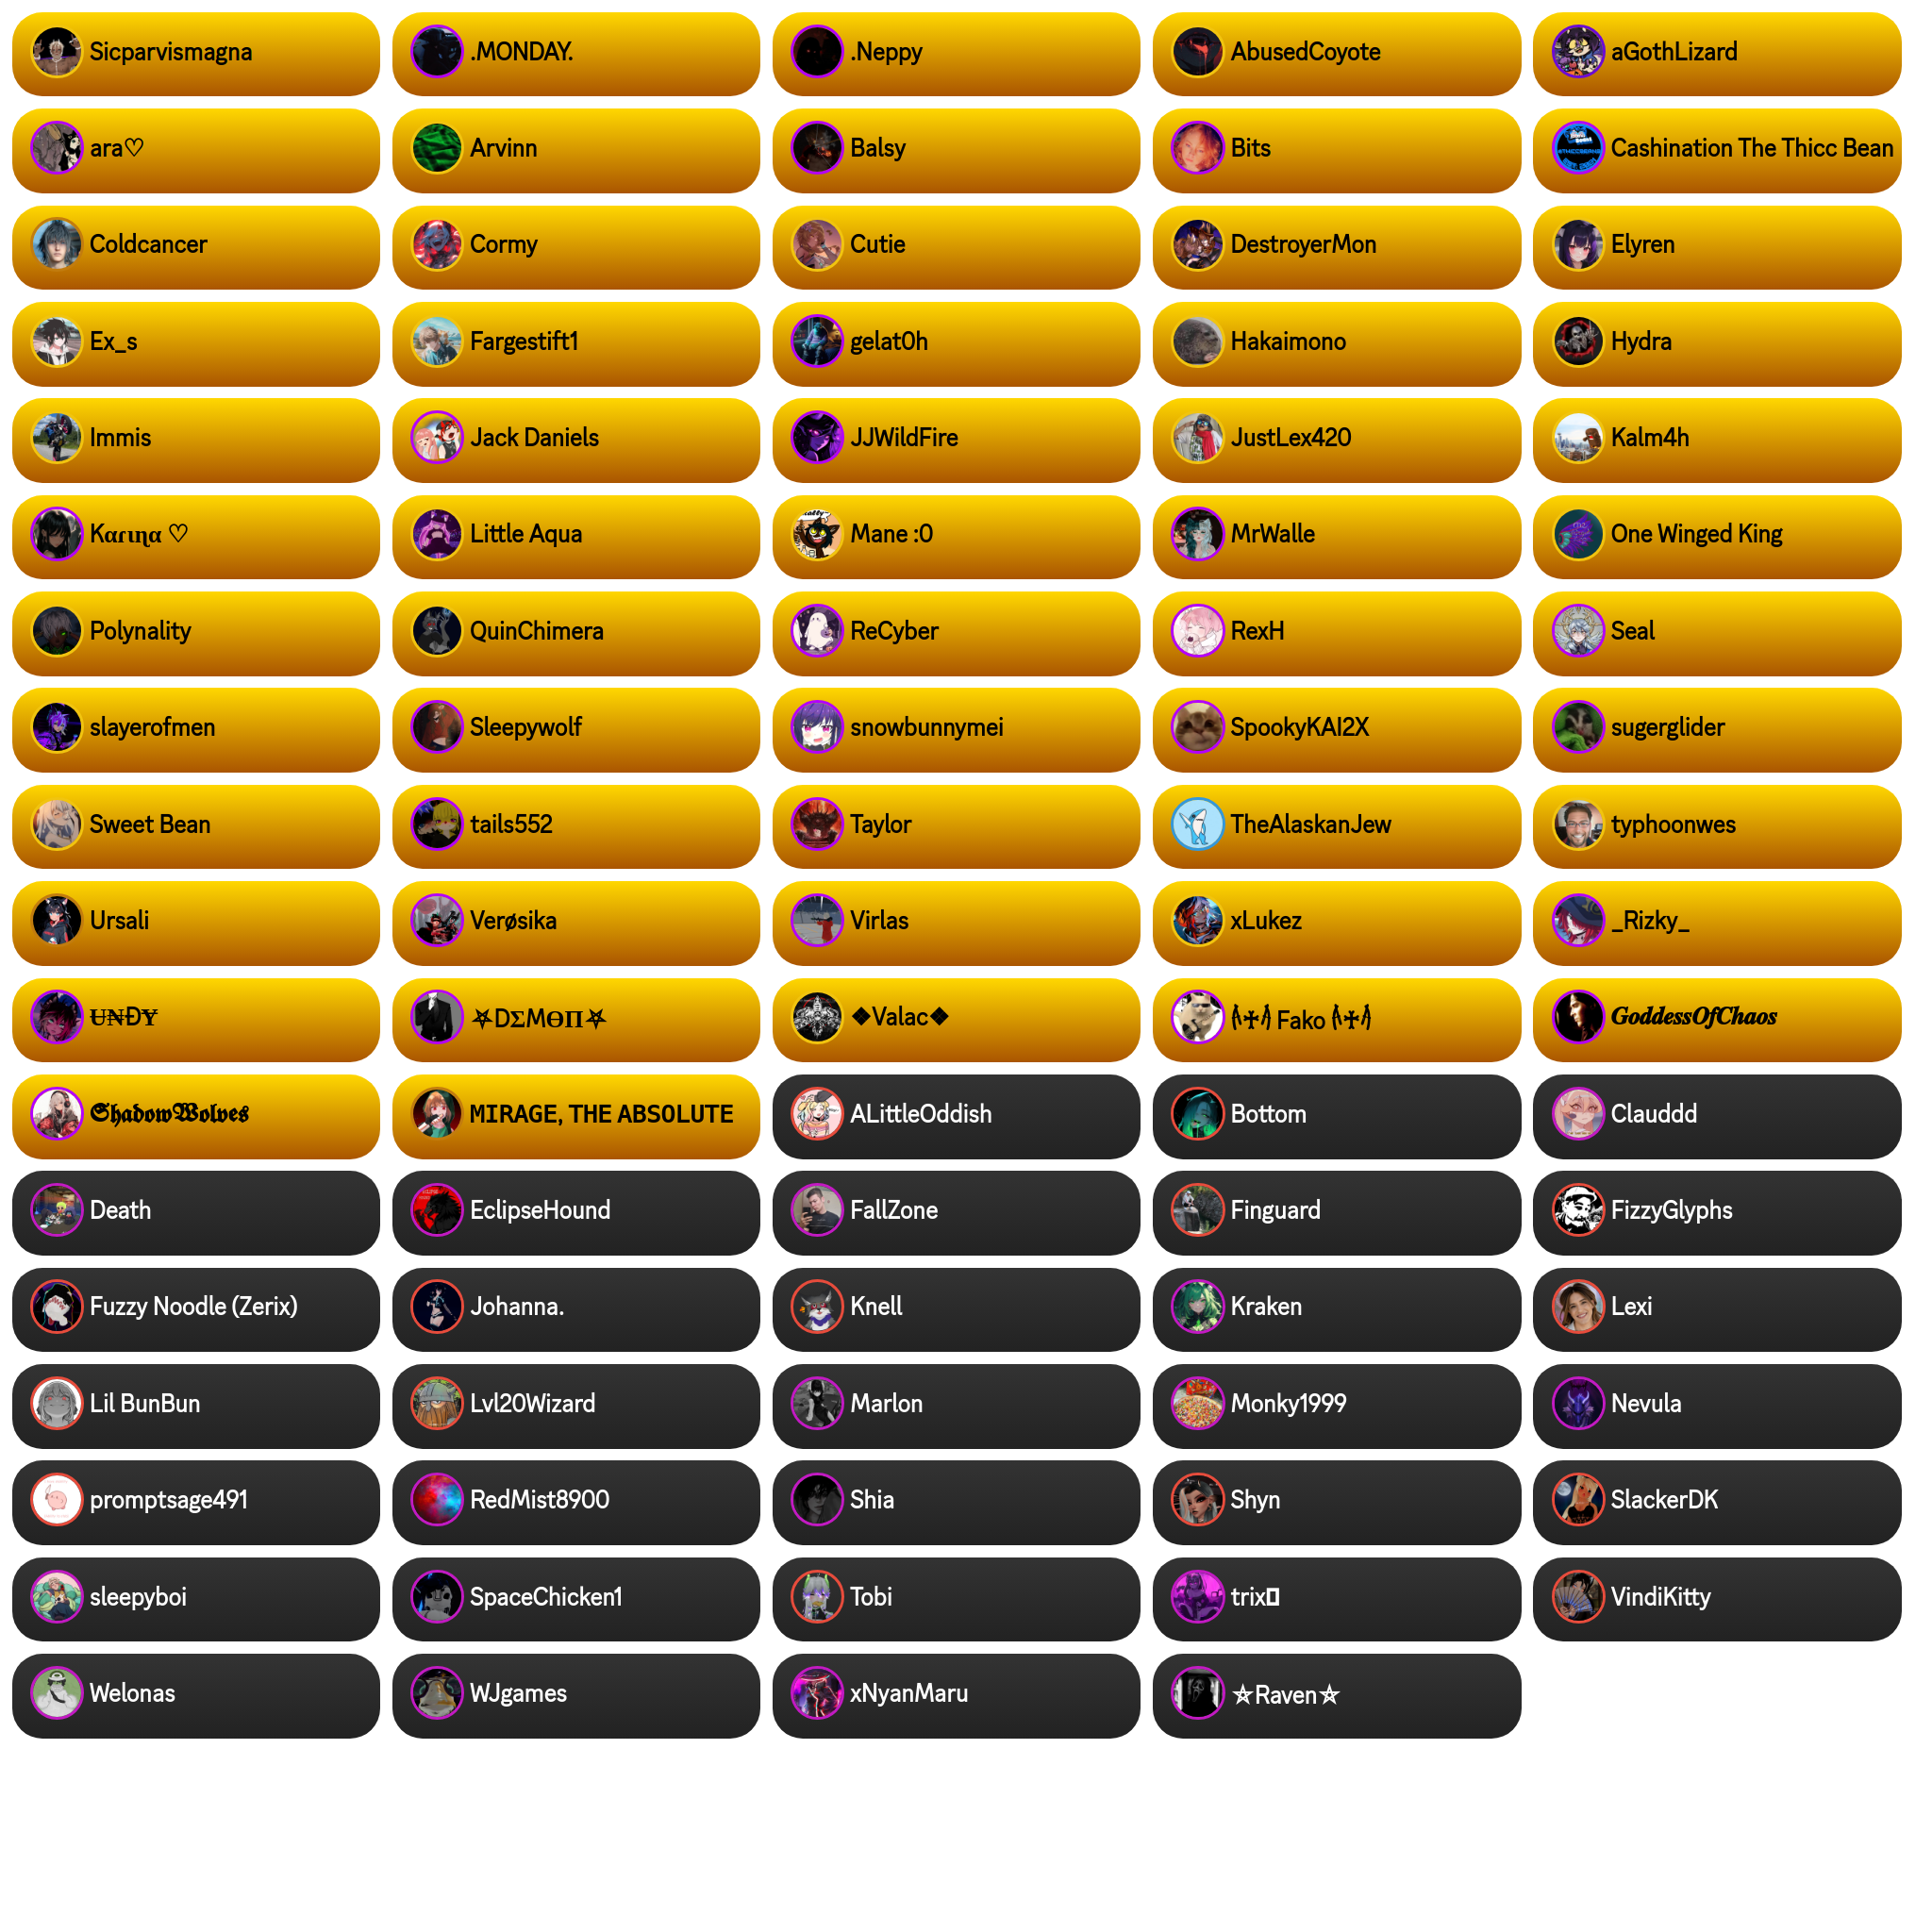 Sicparvismagna
.MONDAY.
.Neppy
AbusedCoyote
aGothLizard
ara♡
Arvinn
Balsy
Bits
Cashination The Thicc Bean
Coldcancer
Cormy
Cutie
DestroyerMon
Elyren
Ex_s
Fargestift1
gelat0h
Hakaimono
Hydra
Immis
Jack Daniels
JJWildFire
JustLex420
Kalm4h
Kαɾιɳα ♡
Little Aqua
Mane :0
MrWalle
One Winged King
Polynality
QuinChimera
ReCyber
RexH
Seal
slayerofmen
Sleepywolf
snowbunnymei
SpookyKAI2X
sugerglider
Sweet Bean
tails552
Taylor
TheAlaskanJew
typhoonwes
Ursali
Verøsika
Virlas
xLukez
_Rizky_
Ʉ₦ĐɎ
⛧DΣMӨП⛧
❖Valac❖
Fako
𝑮𝒐𝒅𝒅𝒆𝒔𝒔𝑶𝒇𝑪𝒉𝒂𝒐𝒔
𝕾𝖍𝖆𝖉𝖔𝖜𝖂𝖔𝖑𝖛𝖊𝖘
𝗠𝗜𝗥𝗔𝗚𝗘, 𝗧𝗛𝗘 𝗔𝗕𝗦𝗢𝗟𝗨𝗧𝗘
ALittleOddish
Bottom
Clauddd
Death
EclipseHound
FallZone
Finguard
FizzyGlyphs
Fuzzy Noodle (Zerix)
Johanna.
Knell
Kraken
Lexi
Lil BunBun
Lvl20Wizard
Marlon
Monky1999
Nevula
promptsage491
RedMist8900
Shia
Shyn
SlackerDK
sleepyboi
SpaceChicken1
Tobi
trix
VindiKitty
Welonas
WJgames
xNyanMaru
⛤Raven⛤